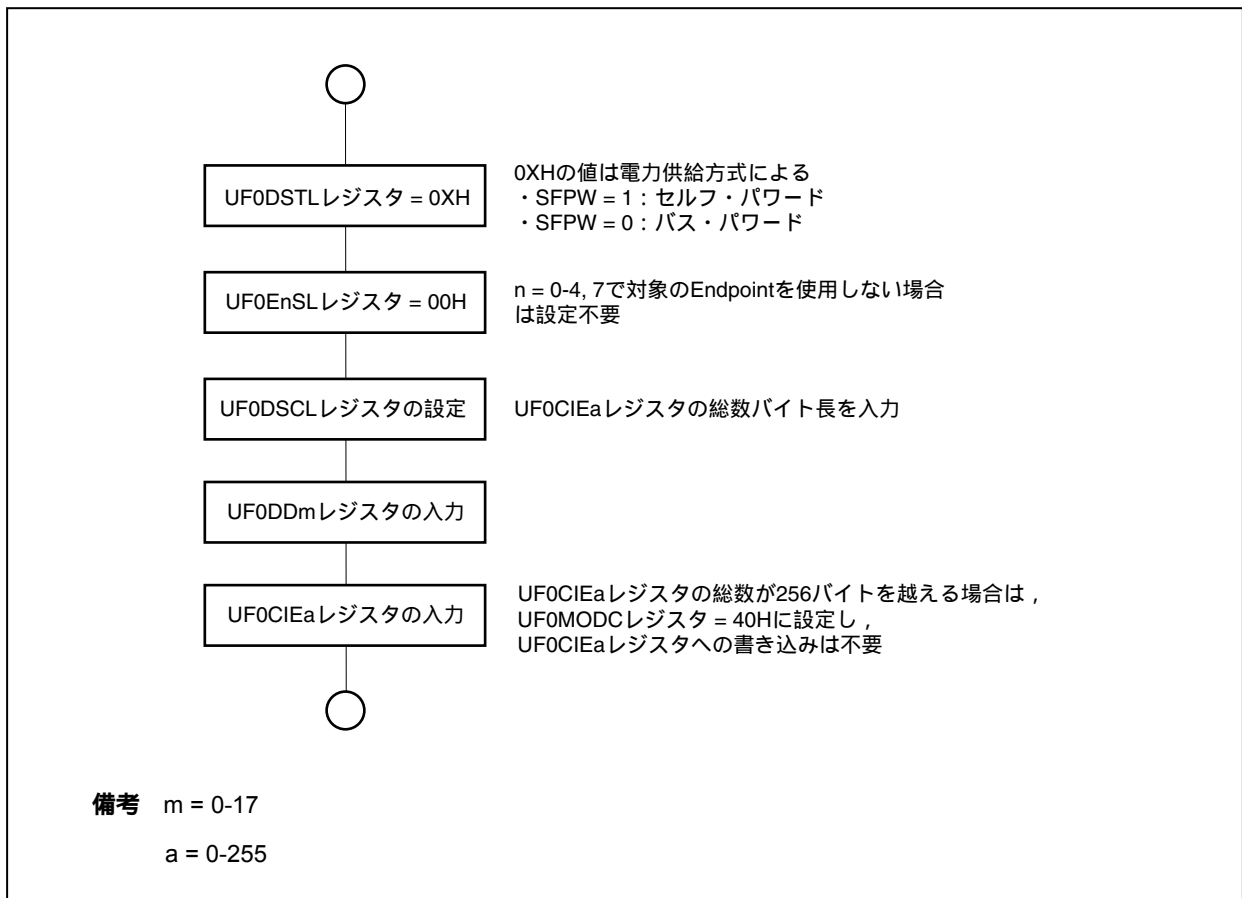 UF0DSTLレジスタ = 0XH
0XHの値は電力供給方式による
・SFPW = 1 : セルフ・パワード
・SFPW = 0 : バス・パワード
UF0EnSLレジスタ = 00H
n = 0-4, 7で対象のEndpointを使用しない場合
は設定不要
UF0DSCLレジスタの設定
UF0CIEaレジスタの総数バイト長を入力
UF0DDmレジスタの入力
UF0CIEaレジスタの入力
UF0CIEaレジスタの総数が256バイトを越える場合は，
UF0MODCレジスタ = 40Hに設定し，
UF0CIEaレジスタへの書き込みは不要
備考 m = 0-17
a = 0-255